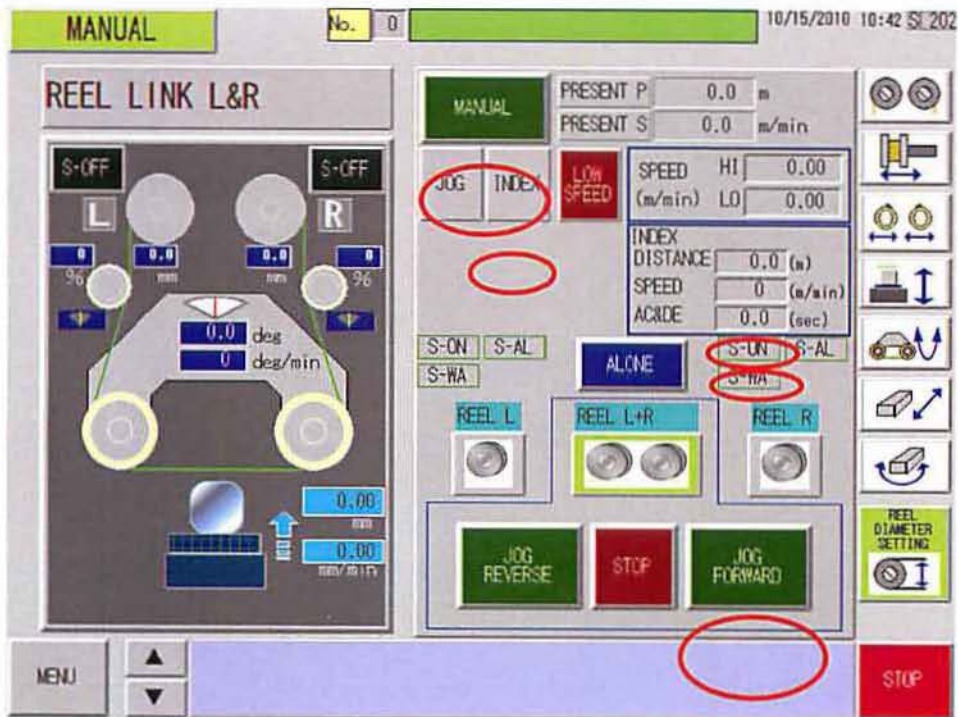 MANUAL
No. 0
10/15/2010 10:42 SL 202
REEL LINK L&R
S-OFF
S-OFF
L
R
0
0.0
0.0
0
%
mm
mm
%
0.0 deg
0 deg/min
0.00
mm
0.00
mm/min
MANUAL
PRESENT P 0.0 m
PRESENT S 0.0 m/min
JOG
INDEX
LOW SPEED
SPEED HI 0.00
(m/min) LO 0.00
INDEX
DISTANCE 0.0 (m)
SPEED 0 (m/min)
AC&DE 0.0 (sec)
S-ON S-AL
S-WA
ALONE
S-ON S-AL
S-WA
REEL L
REEL L+R
REEL R
JOG REVERSE
STOP
JOG FORWARD
REEL
DIAMETER
SETTING
MENU
STOP